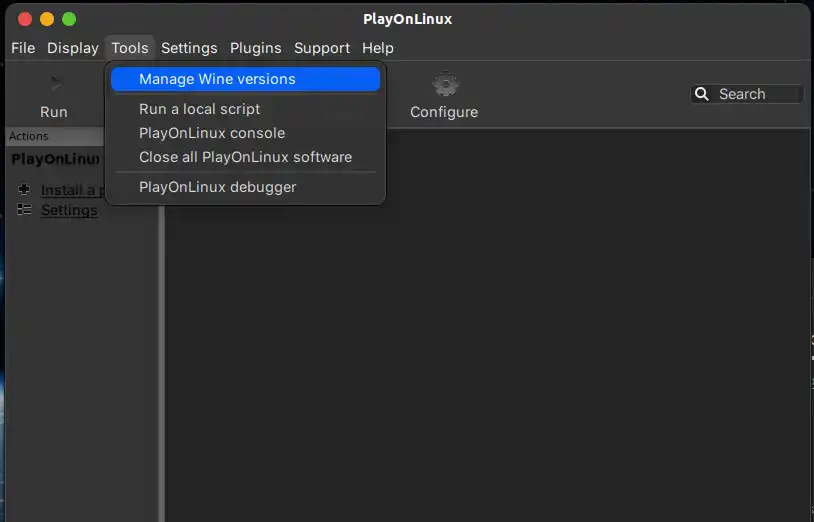 PlayOnLinux
File Display Tools Settings Plugins Support Help
Manage Wine versions
Run a local script
PlayOnLinux console
Close all PlayOnLinux software
PlayOnLinux debugger
Run
Configure
Search
Actions
PlayOnLinux
Install a
Settings